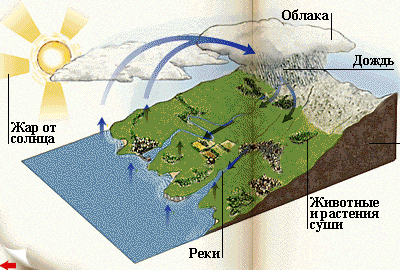 Облака
Дождь
Жар от
солнца
Животные
и растения
суши
Реки